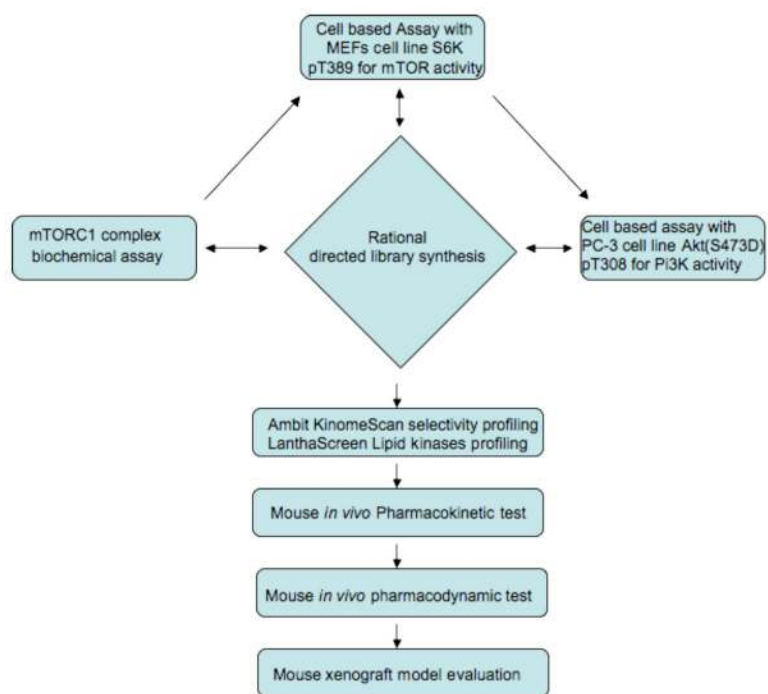 Cell based Assay with
MEFs cell line S6K
pT389 for mTOR activity
mTORC1 complex
biochemical assay
Rational
directed library synthesis
Cell based assay with
PC-3 cell line Akt(S473D)
pT308 for Pi3K activity
Ambit KinomeScan selectivity profiling
LanthaScreen Lipid kinases profiling
Mouse in vivo Pharmacokinetic test
Mouse in vivo pharmacodynamic test
Mouse xenograft model evaluation